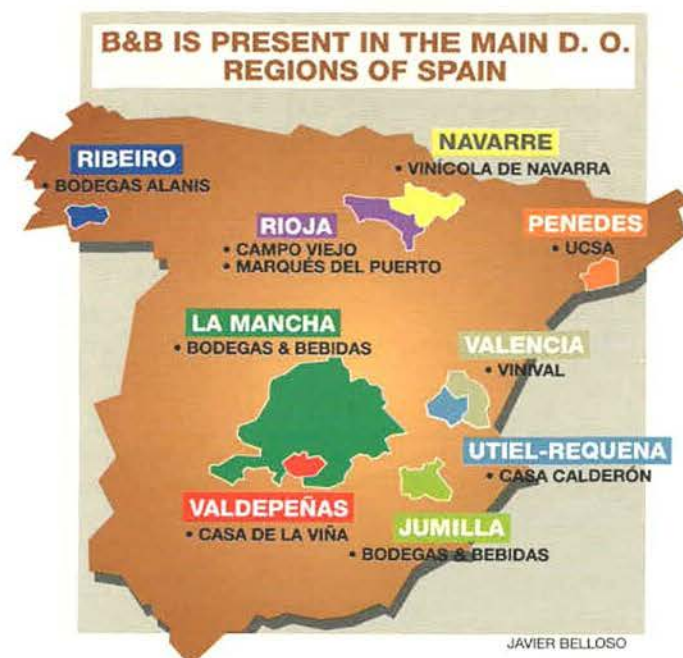 B&B IS PRESENT IN THE MAIN D. O.
REGIONS OF SPAIN
NAVARRE
• VINÍCOLA DE NAVARRA
RIBEIRO
• BODEGAS ALANIS
RIOJA
• CAMPO VIEJO
• MARQUÉS DEL PUERTO
PENEDES
• UCSA
LA MANCHA
• BODEGAS & BEBIDAS
VALENCIA
• VINIVAL
UTIEL-REQUENA
• CASA CALDERÓN
VALDEPEÑAS
• CASA DE LA VIÑA
JUMILLA
• BODEGAS & BEBIDAS
JAVIER BELLOSO